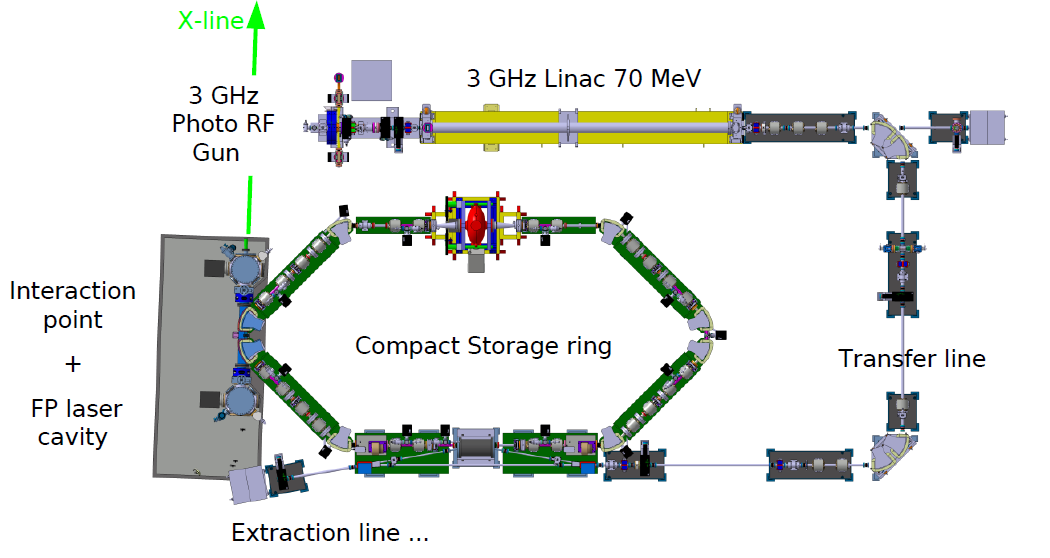 X-line
3 GHz
Photo RF
Gun
3 GHz Linac 70 MeV
Interaction
point
+
FP laser
cavity
Compact Storage ring
Transfer line
Extraction line ...